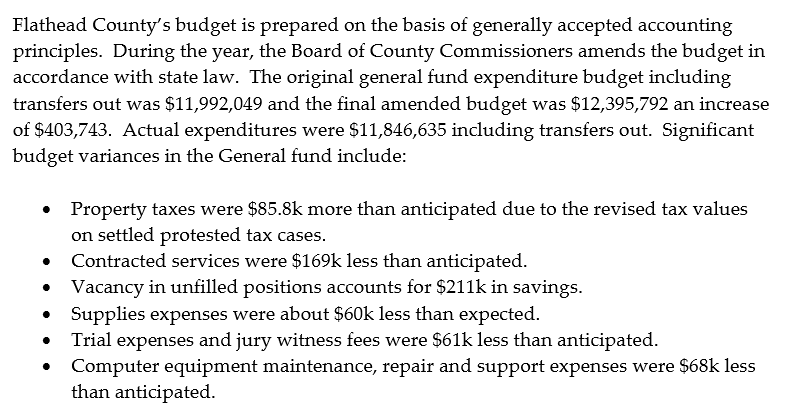 Flathead County's budget is prepared on the basis of generally accepted accounting
principles.  During the year, the Board of County Commissioners amends the budget in
accordance with state law.  The original general fund expenditure budget including
transfers out was $11,992,049 and the final amended budget was $12,395,792 an increase
of $403,743.  Actual expenditures were $11,846,635 including transfers out.  Significant
budget variances in the General fund include:
• Property taxes were $85.8k more than anticipated due to the revised tax values
on settled protested tax cases.
• Contracted services were $169k less than anticipated.
• Vacancy in unfilled positions accounts for $211k in savings.
• Supplies expenses were about $60k less than expected.
• Trial expenses and jury witness fees were $61k less than anticipated.
• Computer equipment maintenance, repair and support expenses were $68k less
than anticipated.